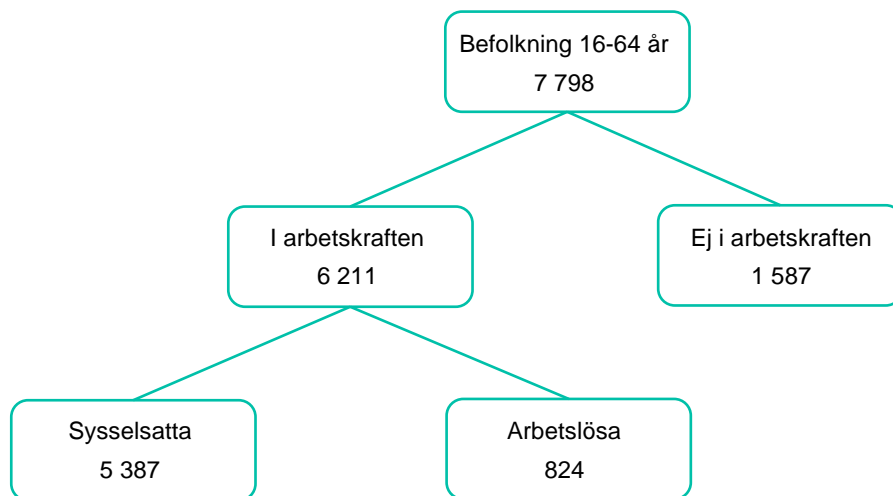 Befolkning 16-64 år
7 798
I arbetskraften
6 211
Ej i arbetskraften
1 587
Sysselsatta
5 387
Arbetslösa
824